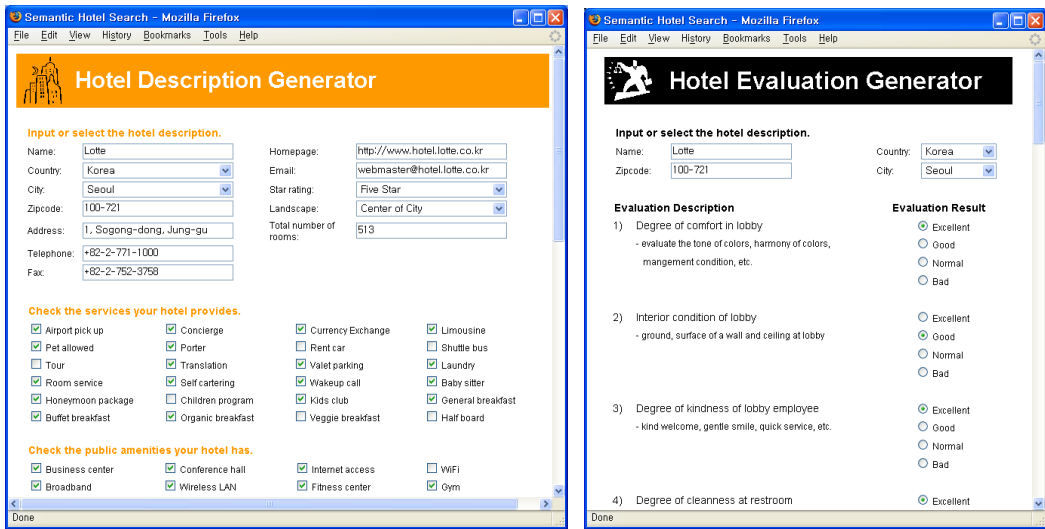 Semantic Hotel Search - Mozilla Firefox
File Edit View History Bookmarks Tools Help
Hotel Description Generator
Input or select the hotel description.
Name: Lotte Homepage: http://www.hotel.lotte.co.kr
Country: Korea Email: webmaster@hotel.lotte.co.kr
City: Seoul Star rating: Five Star
Zipcode: 100-721 Landscape: Center of City
Address: 1, Sogong-dong, Jung-gu Total number of rooms: 513
Telephone: +82-2-771-1000
Fax: +82-2-752-3758
Check the services your hotel provides.
Airport pick up Concierge Currency Exchange Limousine
Pet allowed Porter Rent car Shuttle bus
Tour Translation Valet parking Laundry
Room service Self cartering Wakeup call Baby sitter
Honeymoon package Children program Kids club General breakfast
Buffet breakfast Organic breakfast Veggie breakfast Half board
Check the public amenities your hotel has.
Business center Conference hall Internet access WiFi
Broadband Wireless LAN Fitness center Gym
Done
Semantic Hotel Search - Mozilla Firefox
File Edit View History Bookmarks Tools Help
Hotel Evaluation Generator
Input or select the hotel description.
Name: Lotte Country: Korea
Zipcode: 100-721 City: Seoul
Evaluation Description Evaluation Result
1) Degree of comfort in lobby Excellent
- evaluate the tone of colors, harmony of colors, Good
mangement condition, etc. Normal
Bad
2) Interior condition of lobby Excellent
- ground, surface of a wall and ceiling at lobby Good
Normal
Bad
3) Degree of kindness of lobby employee Excellent
- kind welcome, gentle smile, quick service, etc. Good
Normal
Bad
4) Degree of cleanness at restroom Excellent
Done